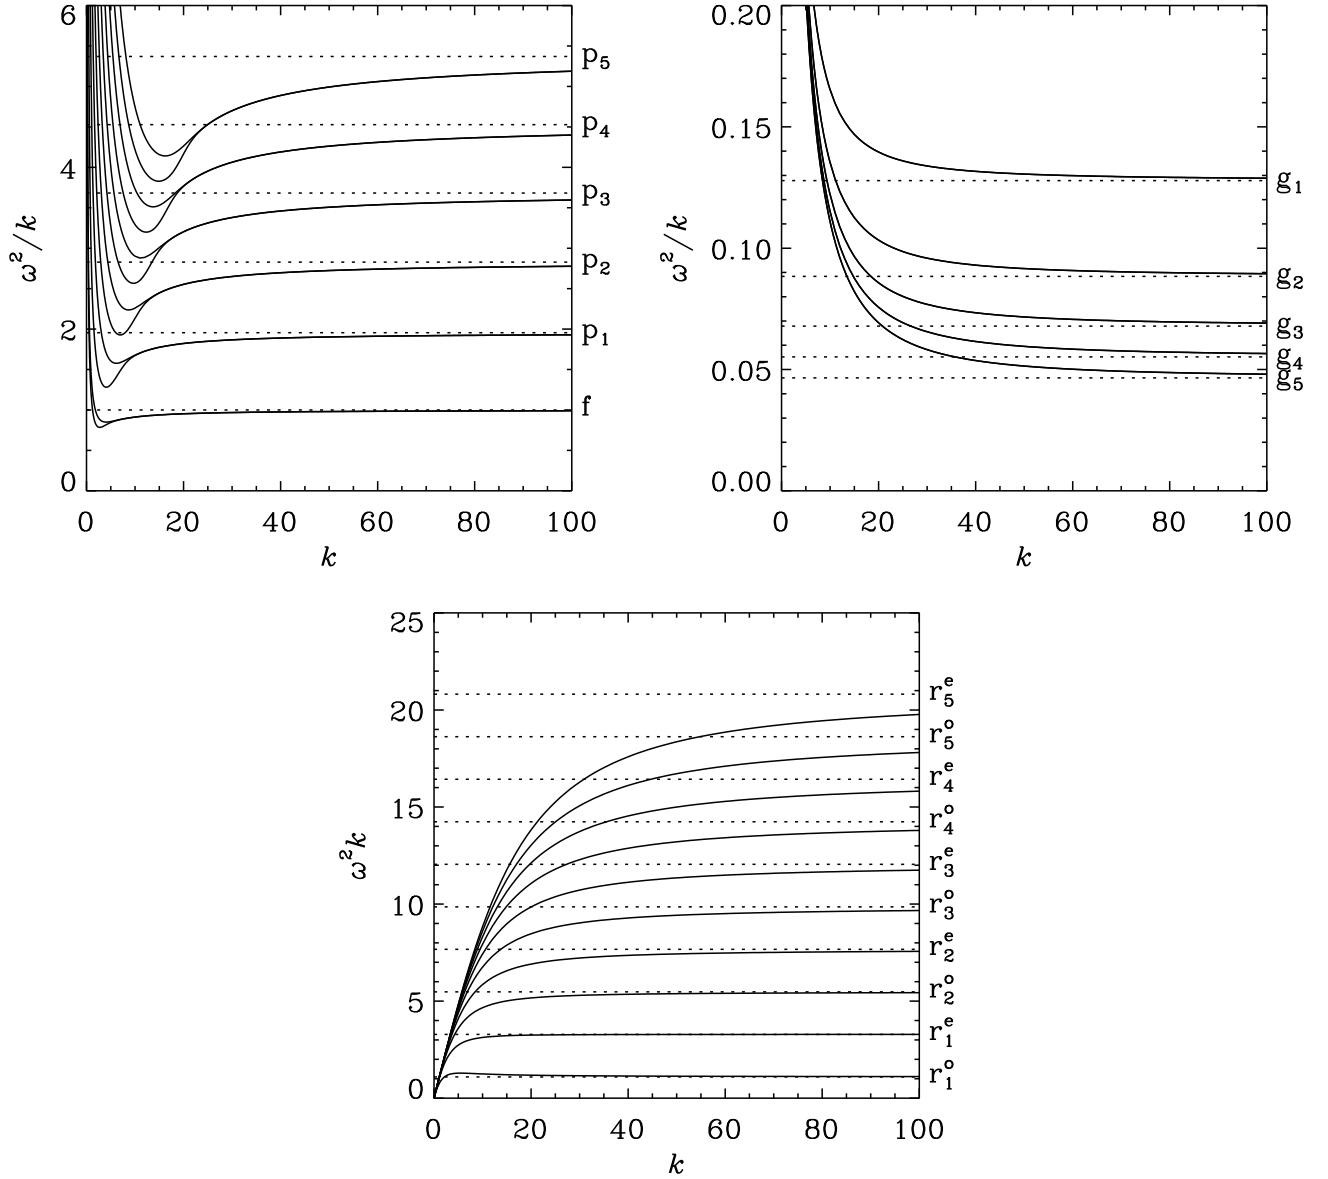 6
4
2
0
ω²/k
0 20 40 60 80 100
k
p₅
p₄
p₃
p₂
p₁
f
0.20
0.15
0.10
0.05
0.00
ω²/k
0 20 40 60 80 100
k
g₁
g₂
g₃
g₄
g₅
25
20
15
10
5
0
ω²k
0 20 40 60 80 100
k
r₅ᵉ
r₅ᵒ
r₄ᵉ
r₄ᵒ
r₃ᵉ
r₃ᵒ
r₂ᵉ
r₂ᵒ
r₁ᵉ
r₁ᵒ